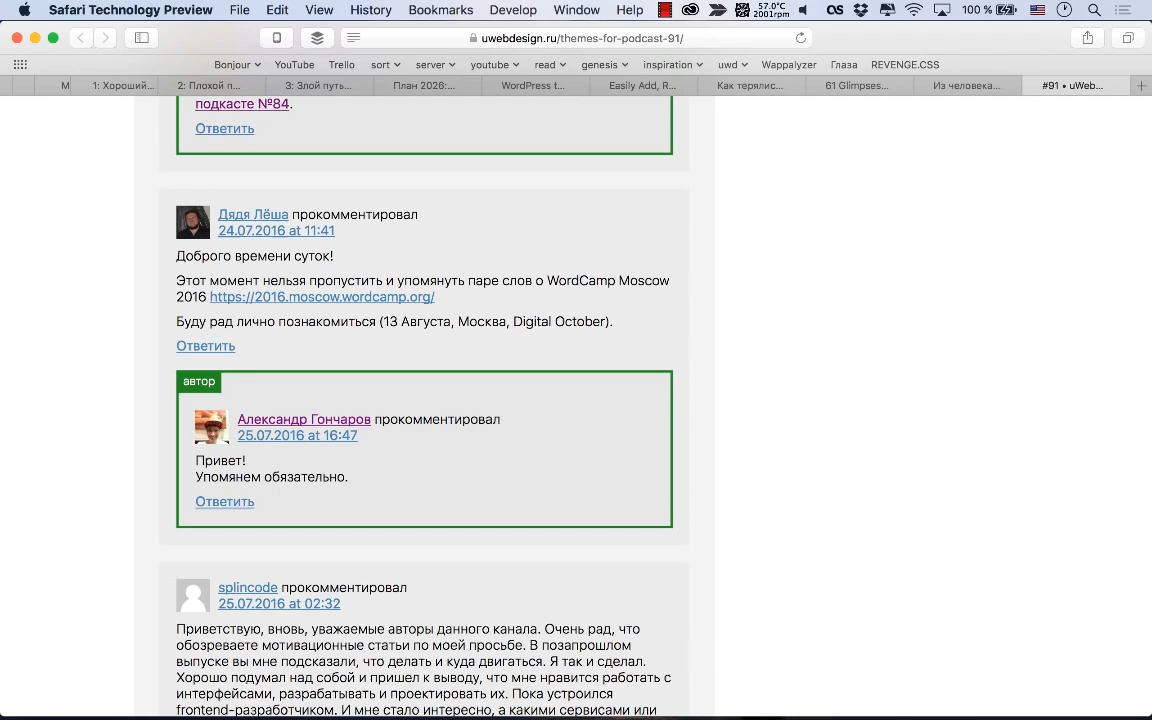 Safari Technology Preview File Edit View History Bookmarks Develop Window Help 57.0°C 2001rpm 100 %
uwebdesign.ru/themes-for-podcast-91/
Bonjour YouTube Trello sort server youtube read genesis inspiration uwd Wappalyzer Глаза REVENGE.CSS
М 1: Хороший... 2: Плохой п... 3: Злой путь... План 2026:... WordPress t... Easily Add, R... Как терялис... 61 Glimpses... Из человека... #91 • uWeb...
подкасте №84.
Ответить
Дядя Лёша прокомментировал
24.07.2016 at 11:41
Доброго времени суток!
Этот момент нельзя пропустить и упомянуть паре слов о WordCamp Moscow
2016 https://2016.moscow.wordcamp.org/
Буду рад лично познакомиться (13 Августа, Москва, Digital October).
Ответить
автор
Александр Гончаров прокомментировал
25.07.2016 at 16:47
Привет!
Упомянем обязательно.
Ответить
splincode прокомментировал
25.07.2016 at 02:32
Приветствую, вновь, уважаемые авторы данного канала. Очень рад, что
обозреваете мотивационные статьи по моей просьбе. В позапрошлом
выпуске вы мне подсказали, что делать и куда двигаться. Я так и сделал.
Хорошо подумал над собой и пришел к выводу, что мне нравится работать с
интерфейсами, разрабатывать и проектировать их. Пока устроился
frontend-разработчиком. И мне стало интересно, а какими сервисами или